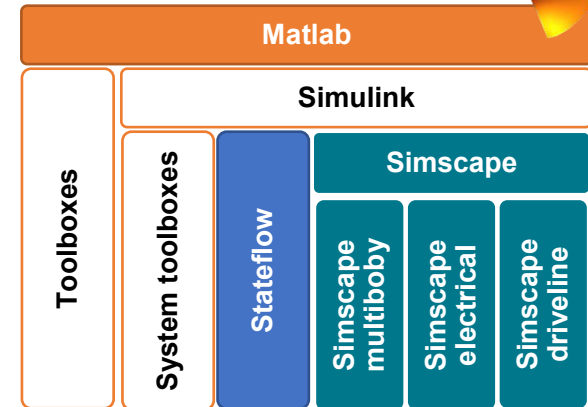 Matlab
Simulink
Toolboxes
System toolboxes
Stateflow
Simscape
Simscape
multiboby
Simscape
electrical
Simscape
driveline